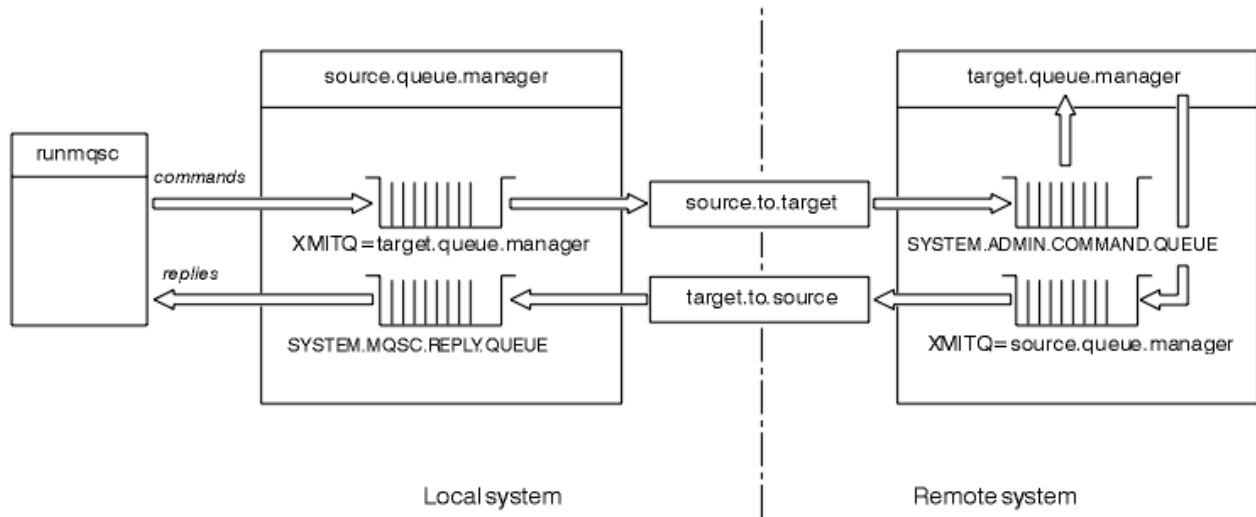 source.queue.manager
target.queue.manager
runmqsc
commands
source.to.target
XMITQ=target.queue.manager
SYSTEM.ADMIN.COMMAND.QUEUE
replies
target.to.source
SYSTEM.MQSC.REPLY.QUEUE
XMITQ=source.queue.manager
Local system
Remote system